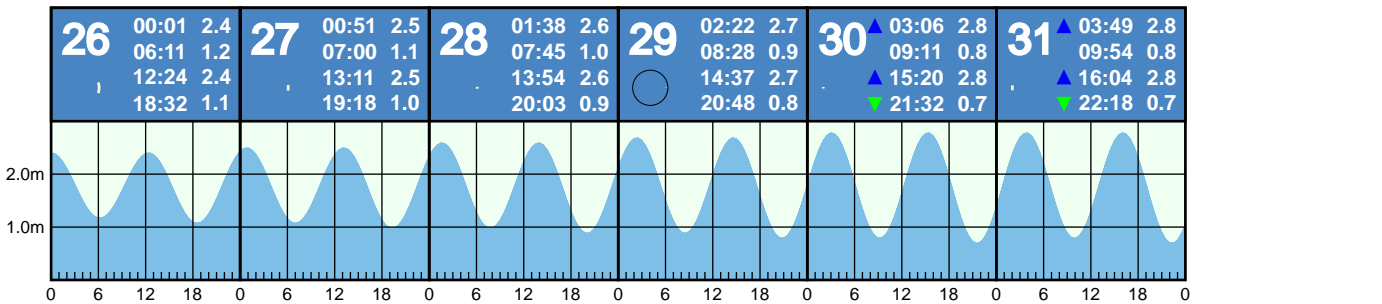 26 00:01 2.4
06:11 1.2
12:24 2.4
18:32 1.1
27 00:51 2.5
07:00 1.1
13:11 2.5
19:18 1.0
28 01:38 2.6
07:45 1.0
13:54 2.6
20:03 0.9
29 02:22 2.7
08:28 0.9
14:37 2.7
20:48 0.8
30 ▲ 03:06 2.8
09:11 0.8
▲ 15:20 2.8
▼ 21:32 0.7
31 ▲ 03:49 2.8
09:54 0.8
▲ 16:04 2.8
▼ 22:18 0.7
2.0m
1.0m
0 6 12 18 0 6 12 18 0 6 12 18 0 6 12 18 0 6 12 18 0 6 12 18 0